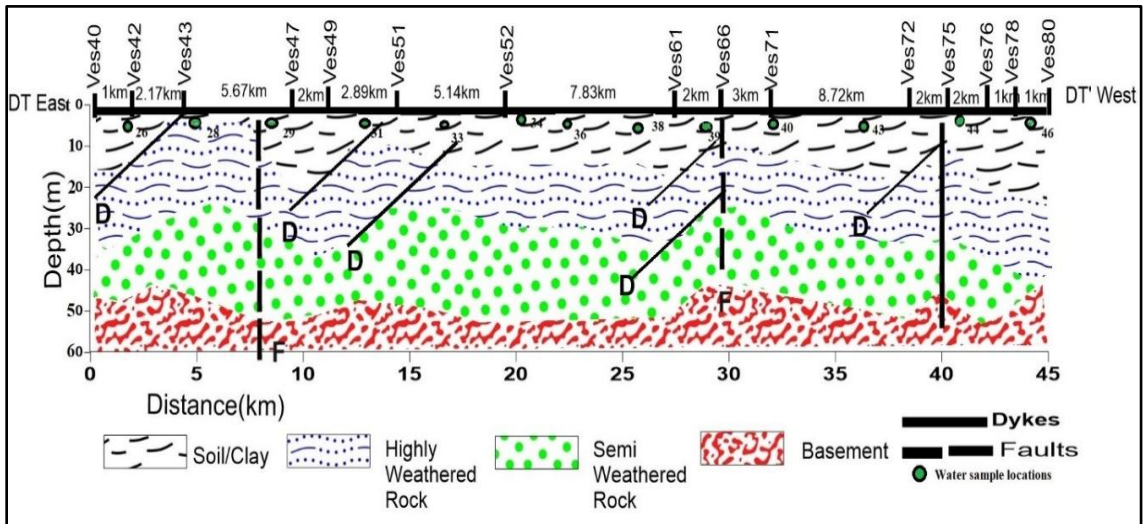 Ves40 Ves42 Ves43 Ves47 Ves49 Ves51 Ves52 Ves61 Ves66 Ves71 Ves72 Ves75 Ves76 Ves78 Ves80
1km 2.17km 5.67km 2km 2.89km 5.14km 7.83km 2km 3km 8.72km 2km 2km 1km 1km
DT East 0 DT' West
26 28 29 31 33 34 36 38 39 40 43 44 46
10
20
D D D D
30
D D
40
F
50
60 F
Depth(m)
0 5 10 15 20 25 30 35 40 45
Distance(km)
Soil/Clay
Highly
Weathered
Rock
Semi
Weathered
Rock
Basement
Dykes
Faults
Water sample locations